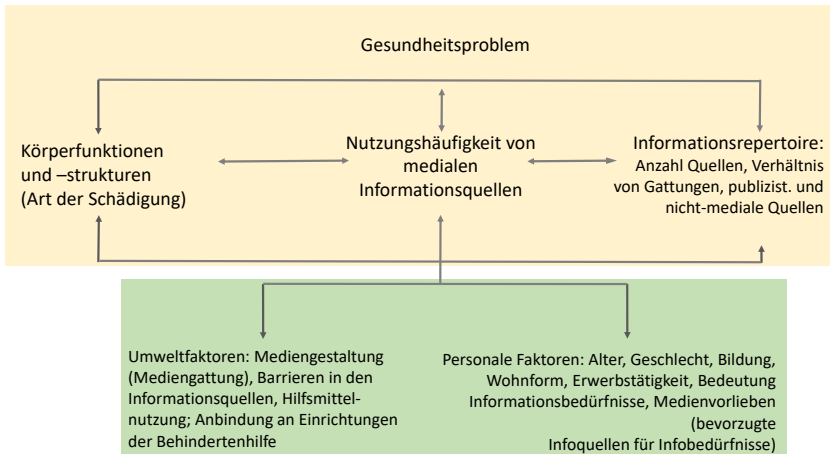 Gesundheitsproblem
Körperfunktionen
und –strukturen
(Art der Schädigung)
Nutzungshäufigkeit von
medialen
Informationsquellen
Informationsrepertoire:
Anzahl Quellen, Verhältnis
von Gattungen, publizist. und
nicht-mediale Quellen
Umweltfaktoren: Mediengestaltung
(Mediengattung), Barrieren in den
Informationsquellen, Hilfsmittel-
nutzung; Anbindung an Einrichtungen
der Behindertenhilfe
Personale Faktoren: Alter, Geschlecht, Bildung,
Wohnform, Erwerbstätigkeit, Bedeutung
Informationsbedürfnisse, Medienvorlieben
(bevorzugte
Infoquellen für Infobedürfnisse)